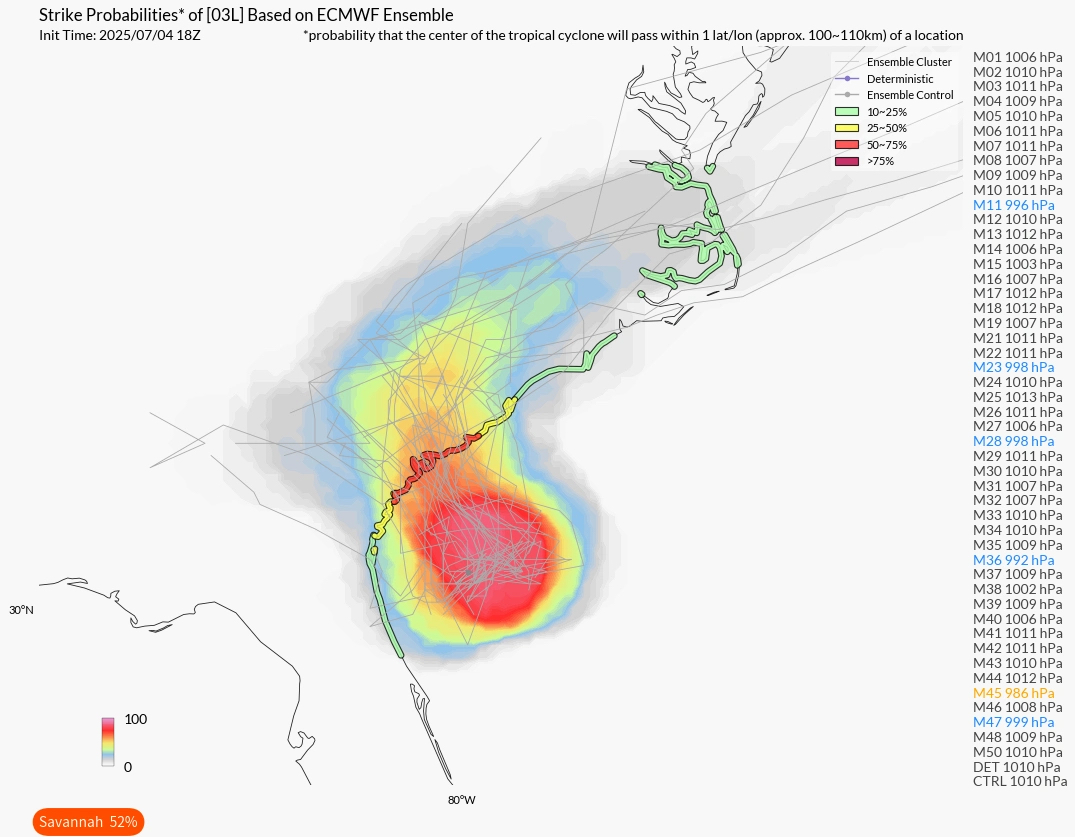 Strike Probabilities* of [03L] Based on ECMWF Ensemble
Init Time: 2025/07/04 18Z
*probability that the center of the tropical cyclone will pass within 1 lat/lon (approx. 100~110km) of a location
Ensemble Cluster
Deterministic
Ensemble Control
10~25%
25~50%
50~75%
>75%
M01 1006 hPa
M02 1010 hPa
M03 1011 hPa
M04 1009 hPa
M05 1010 hPa
M06 1011 hPa
M07 1011 hPa
M08 1007 hPa
M09 1009 hPa
M10 1011 hPa
M11 996 hPa
M12 1010 hPa
M13 1012 hPa
M14 1006 hPa
M15 1003 hPa
M16 1007 hPa
M17 1012 hPa
M18 1012 hPa
M19 1007 hPa
M21 1011 hPa
M22 1011 hPa
M23 998 hPa
M24 1010 hPa
M25 1013 hPa
M26 1011 hPa
M27 1006 hPa
M28 998 hPa
M29 1011 hPa
M30 1010 hPa
M31 1007 hPa
M32 1007 hPa
M33 1010 hPa
M34 1010 hPa
M35 1009 hPa
M36 992 hPa
M37 1009 hPa
M38 1002 hPa
M39 1009 hPa
M40 1006 hPa
M41 1011 hPa
M42 1011 hPa
M43 1010 hPa
M44 1012 hPa
M45 986 hPa
M46 1008 hPa
M47 999 hPa
M48 1009 hPa
M50 1010 hPa
DET 1010 hPa
CTRL 1010 hPa
30°N
100
0
80°W
Savannah 52%